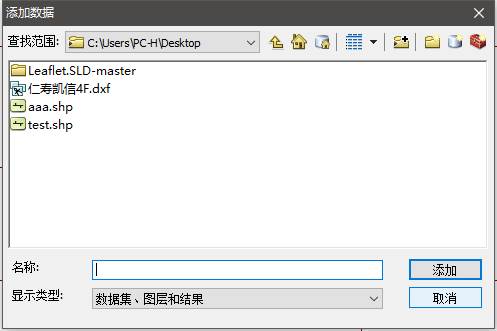 添加数据
查找范围: C:\Users\PC-H\Desktop
Leaflet.SLD-master
仁寿凯信4F.dxf
aaa.shp
test.shp
名称:
添加
显示类型: 数据集、图层和结果
取消